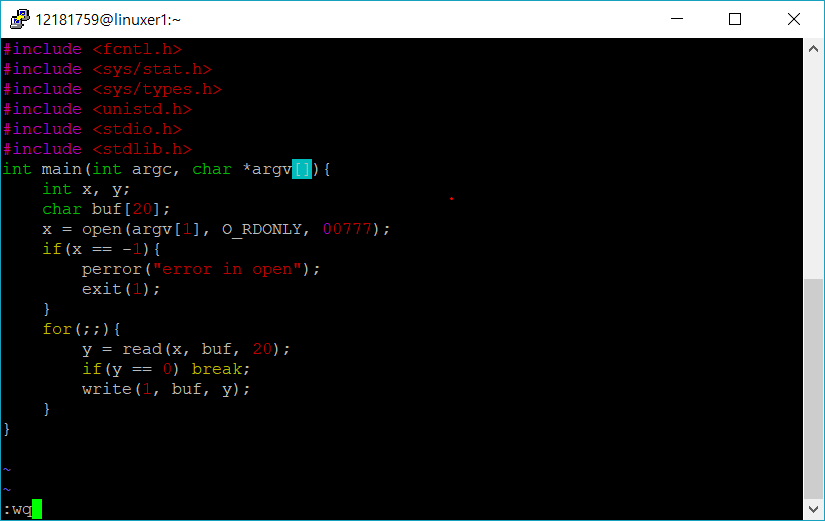 12181759@linuxer1:~
#include <fcntl.h>
#include <sys/stat.h>
#include <sys/types.h>
#include <unistd.h>
#include <stdio.h>
#include <stdlib.h>
int main(int argc, char *argv[]){
    int x, y;
    char buf[20];
    x = open(argv[1], O_RDONLY, 00777);
    if(x == -1){
        perror("error in open");
        exit(1);
    }
    for(;;){
        y = read(x, buf, 20);
        if(y == 0) break;
        write(1, buf, y);
    }
}
~
~
:wq